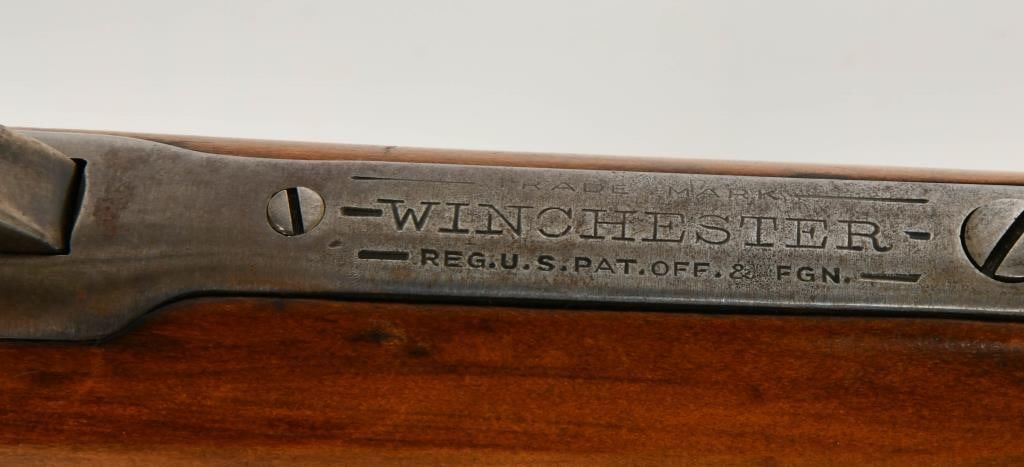 TRADE MARK
WINCHESTER
REG.U.S.PAT.OFF.& FGN.